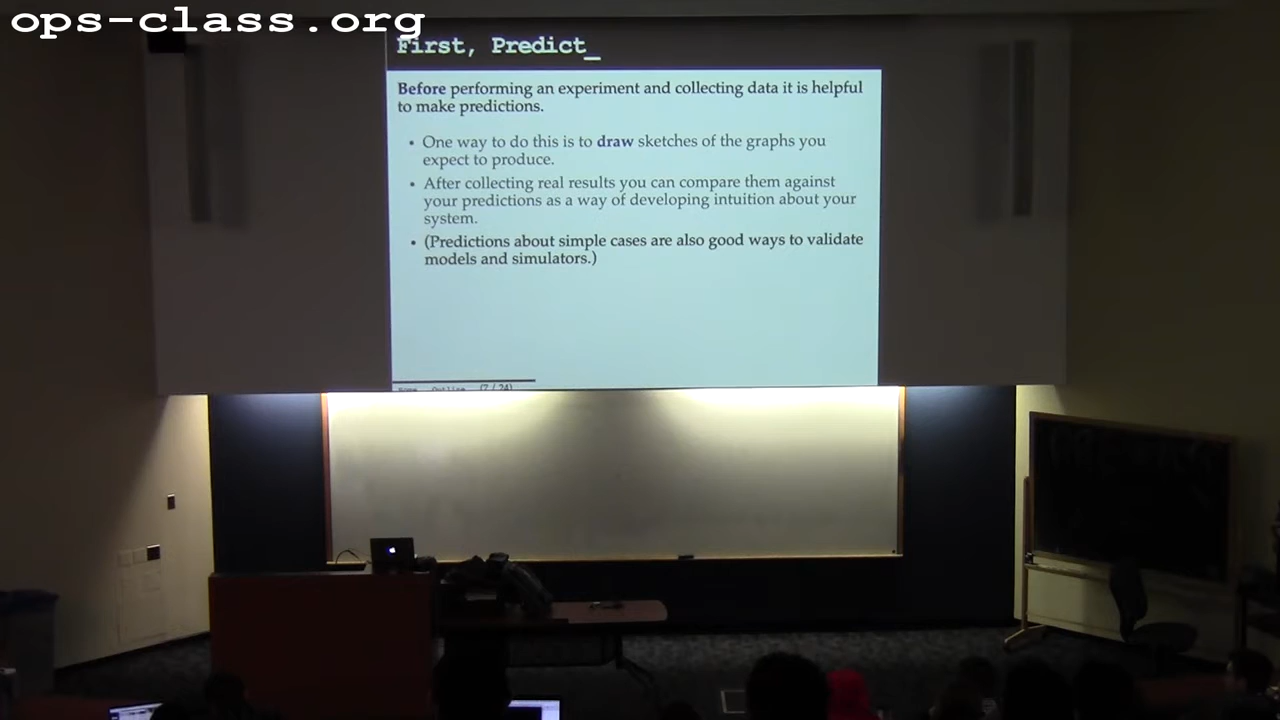 ops-class.org
First, Predict_
Before performing an experiment and collecting data it is helpful
to make predictions.
• One way to do this is to draw sketches of the graphs you
expect to produce.
• After collecting real results you can compare them against
your predictions as a way of developing intuition about your
system.
• (Predictions about simple cases are also good ways to validate
models and simulators.)
Outline (7 / 24)